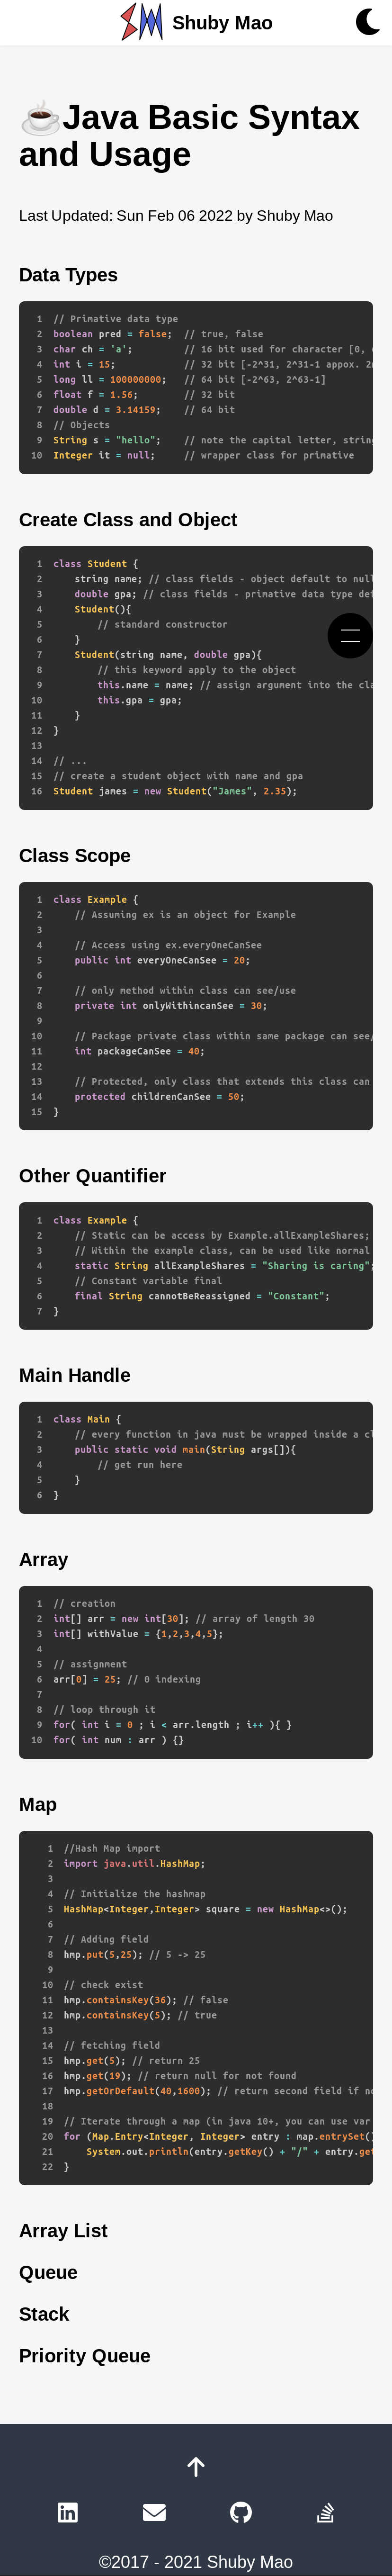 Shuby Mao
☕Java Basic Syntax
and Usage
Last Updated: Sun Feb 06 2022 by Shuby Mao
Data Types
1 // Primative data type
2 boolean pred = false;  // true, false
3 char ch = 'a';         // 16 bit used for character [0,
4 int i = 15;            // 32 bit [-2^31, 2^31-1 appox.
5 long ll = 100000000;   // 64 bit [-2^63, 2^63-1]
6 float f = 1.56;        // 32 bit
7 double d = 3.14159;    // 64 bit
8 // Objects
9 String s = "hello";    // note the capital letter, string
10 Integer it = null;     // wrapper class for primative
Create Class and Object
1 class Student {
2     string name; // class fields - object default to null
3     double gpa; // class fields - primative data type
4     Student(){
5         // standard constructor
6     }
7     Student(string name, double gpa){
8         // this keyword apply to the object
9         this.name = name; // assign argument into the
10         this.gpa = gpa;
11     }
12 }
13
14 // ...
15 // create a student object with name and gpa
16 Student james = new Student("James", 2.35);
Class Scope
1 class Example {
2     // Assuming ex is an object for Example
3
4     // Access using ex.everyOneCanSee
5     public int everyOneCanSee = 20;
6
7     // only method within class can see/use
8     private int onlyWithincanSee = 30;
9
10     // Package private class within same package can see/
11     int packageCanSee = 40;
12
13     // Protected, only class that extends this class can
14     protected childrenCanSee = 50;
15 }
Other Quantifier
1 class Example {
2     // Static can be access by Example.allExampleShares;
3     // Within the example class, can be used like normal
4     static String allExampleShares = "Sharing is caring";
5     // Constant variable final
6     final String cannotBeReassigned = "Constant";
7 }
Main Handle
1 class Main {
2     // every function in java must be wrapped inside a
3     public static void main(String args[]){
4         // get run here
5     }
6 }
Array
1 // creation
2 int[] arr = new int[30]; // array of length 30
3 int[] withValue = {1,2,3,4,5};
4
5 // assignment
6 arr[0] = 25; // 0 indexing
7
8 // loop through it
9 for( int i = 0 ; i < arr.length ; i++ ){ }
10 for( int num : arr ) {}
Map
1 //Hash Map import
2 import java.util.HashMap;
3
4 // Initialize the hashmap
5 HashMap<Integer,Integer> square = new HashMap<>();
6
7 // Adding field
8 hmp.put(5,25); // 5 -> 25
9
10 // check exist
11 hmp.containsKey(36); // false
12 hmp.containsKey(5); // true
13
14 // fetching field
15 hmp.get(5); // return 25
16 hmp.get(19); // return null for not found
17 hmp.getOrDefault(40,1600); // return second field if
18
19 // Iterate through a map (in java 10+, you can use var
20 for (Map.Entry<Integer, Integer> entry : map.entrySet()
21     System.out.println(entry.getKey() + "/" + entry.
22 }
Array List
Queue
Stack
Priority Queue
©2017 - 2021 Shuby Mao